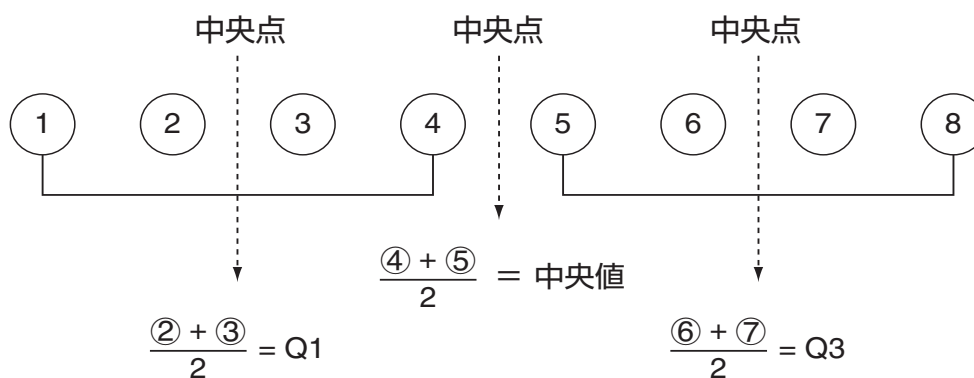 中央点 中央点 中央点
1 2 3 4 5 6 7 8
(④ + ⑤)/2 = 中央値
(② + ③)/2 = Q1 (⑥ + ⑦)/2 = Q3